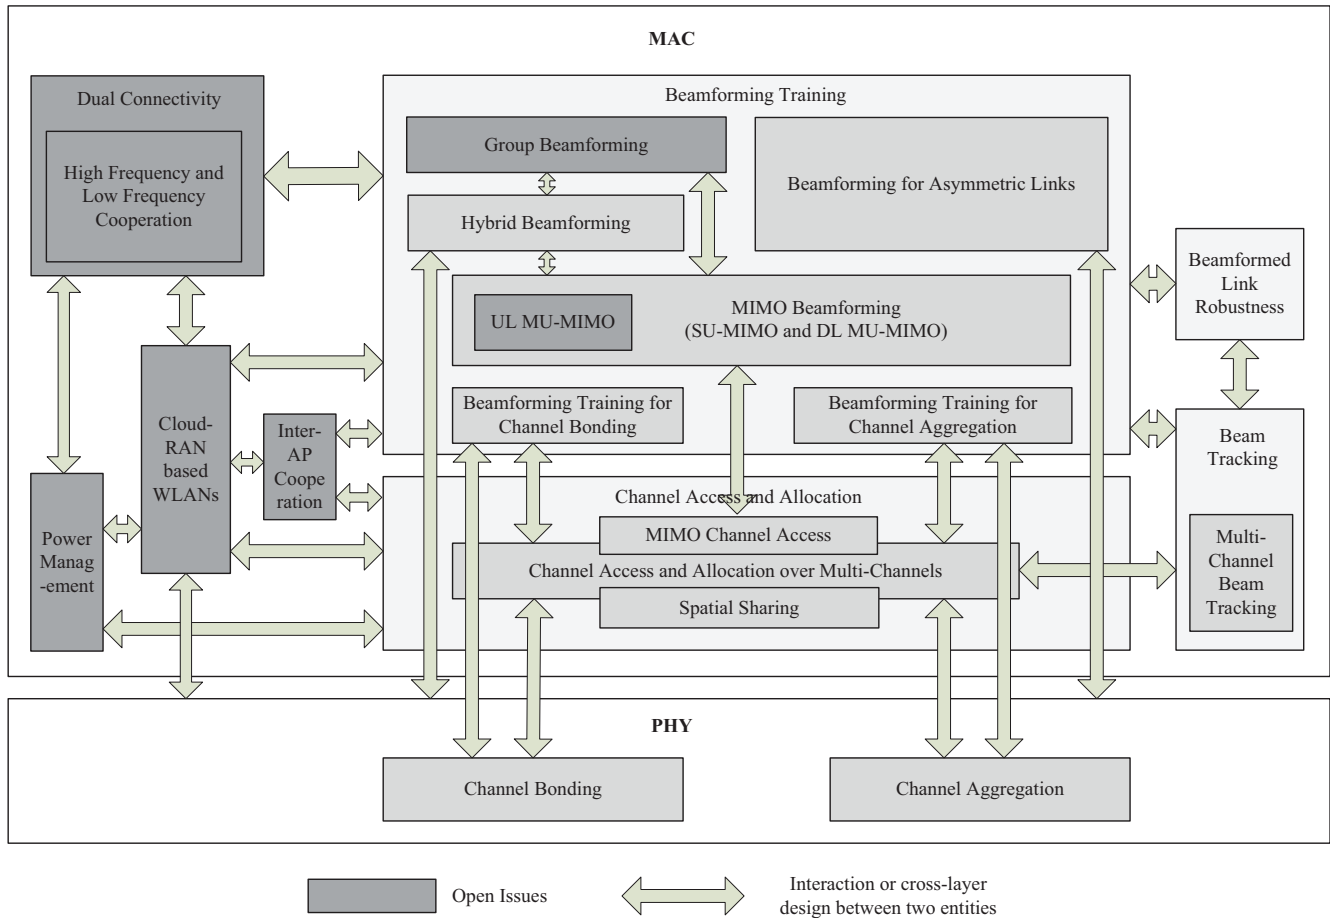 MAC
Dual Connectivity
High Frequency and
Low Frequency
Cooperation
Beamforming Training
Group Beamforming
Hybrid Beamforming
Beamforming for Asymmetric Links
UL MU-MIMO
MIMO Beamforming
(SU-MIMO and DL MU-MIMO)
Beamforming Training for
Channel Bonding
Beamforming Training for
Channel Aggregation
Beamformed
Link
Robustness
Cloud-
RAN
based
WLANs
Inter-
AP
Coope
ration
Power
Manag
-ement
Channel Access and Allocation
MIMO Channel Access
Channel Access and Allocation over Multi-Channels
Spatial Sharing
Beam
Tracking
Multi-
Channel
Beam
Tracking
PHY
Channel Bonding
Channel Aggregation
Open Issues
Interaction or cross-layer
design between two entities